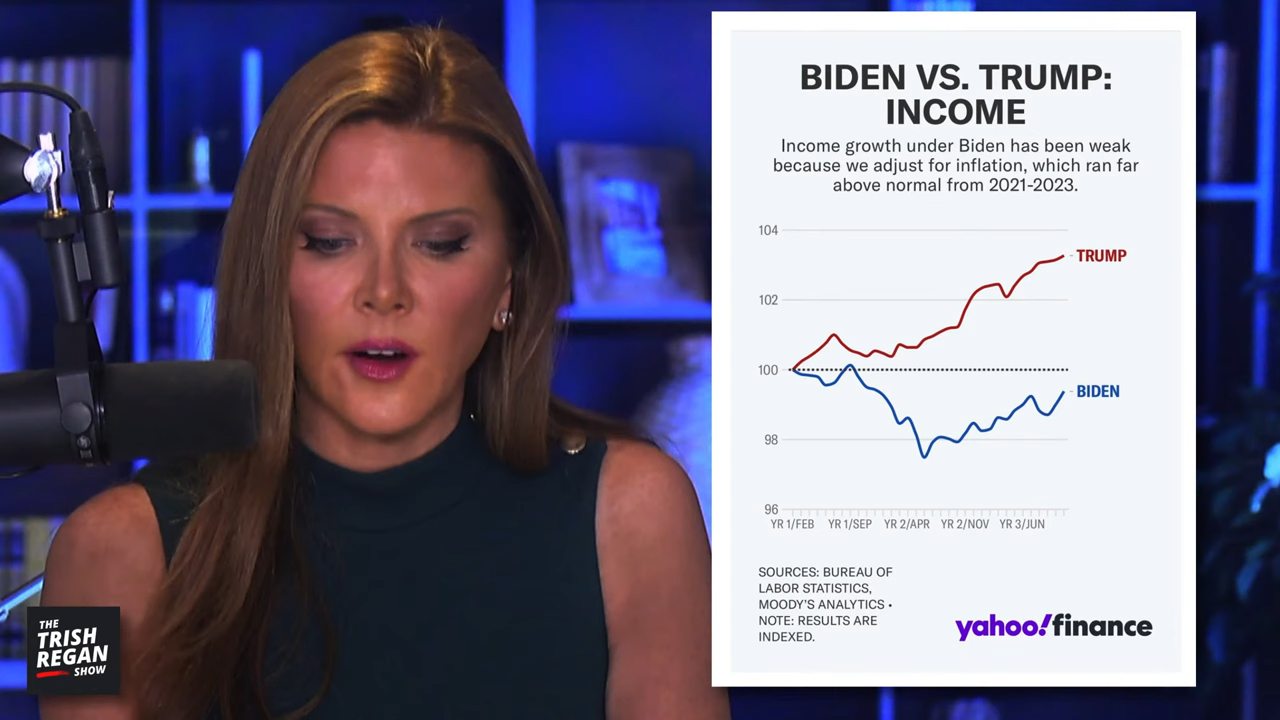 BIDEN VS. TRUMP:
INCOME
Income growth under Biden has been weak
because we adjust for inflation, which ran far
above normal from 2021-2023.
104
TRUMP
102
100
BIDEN
98
96
YR 1/FEB YR 1/SEP YR 2/APR YR 2/NOV YR 3/JUN
SOURCES: BUREAU OF
LABOR STATISTICS,
MOODY'S ANALYTICS •
NOTE: RESULTS ARE
INDEXED.
yahoo!finance
THE
TRISH
REGAN
SHOW